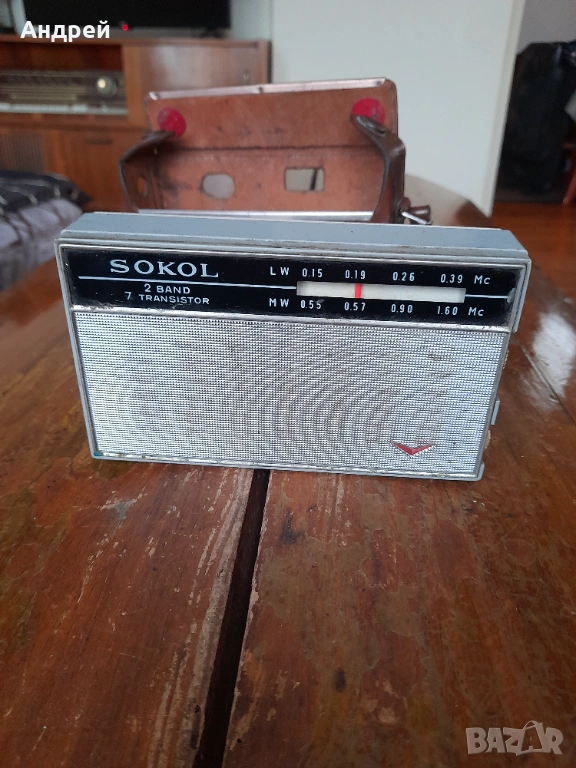 Андрей
SOKOL
2 BAND
7 TRANSISTOR
LW 0.15 0.19 0.26 0.39 Mc
MW 0.55 0.57 0.90 1.60 Mc
BAZAR